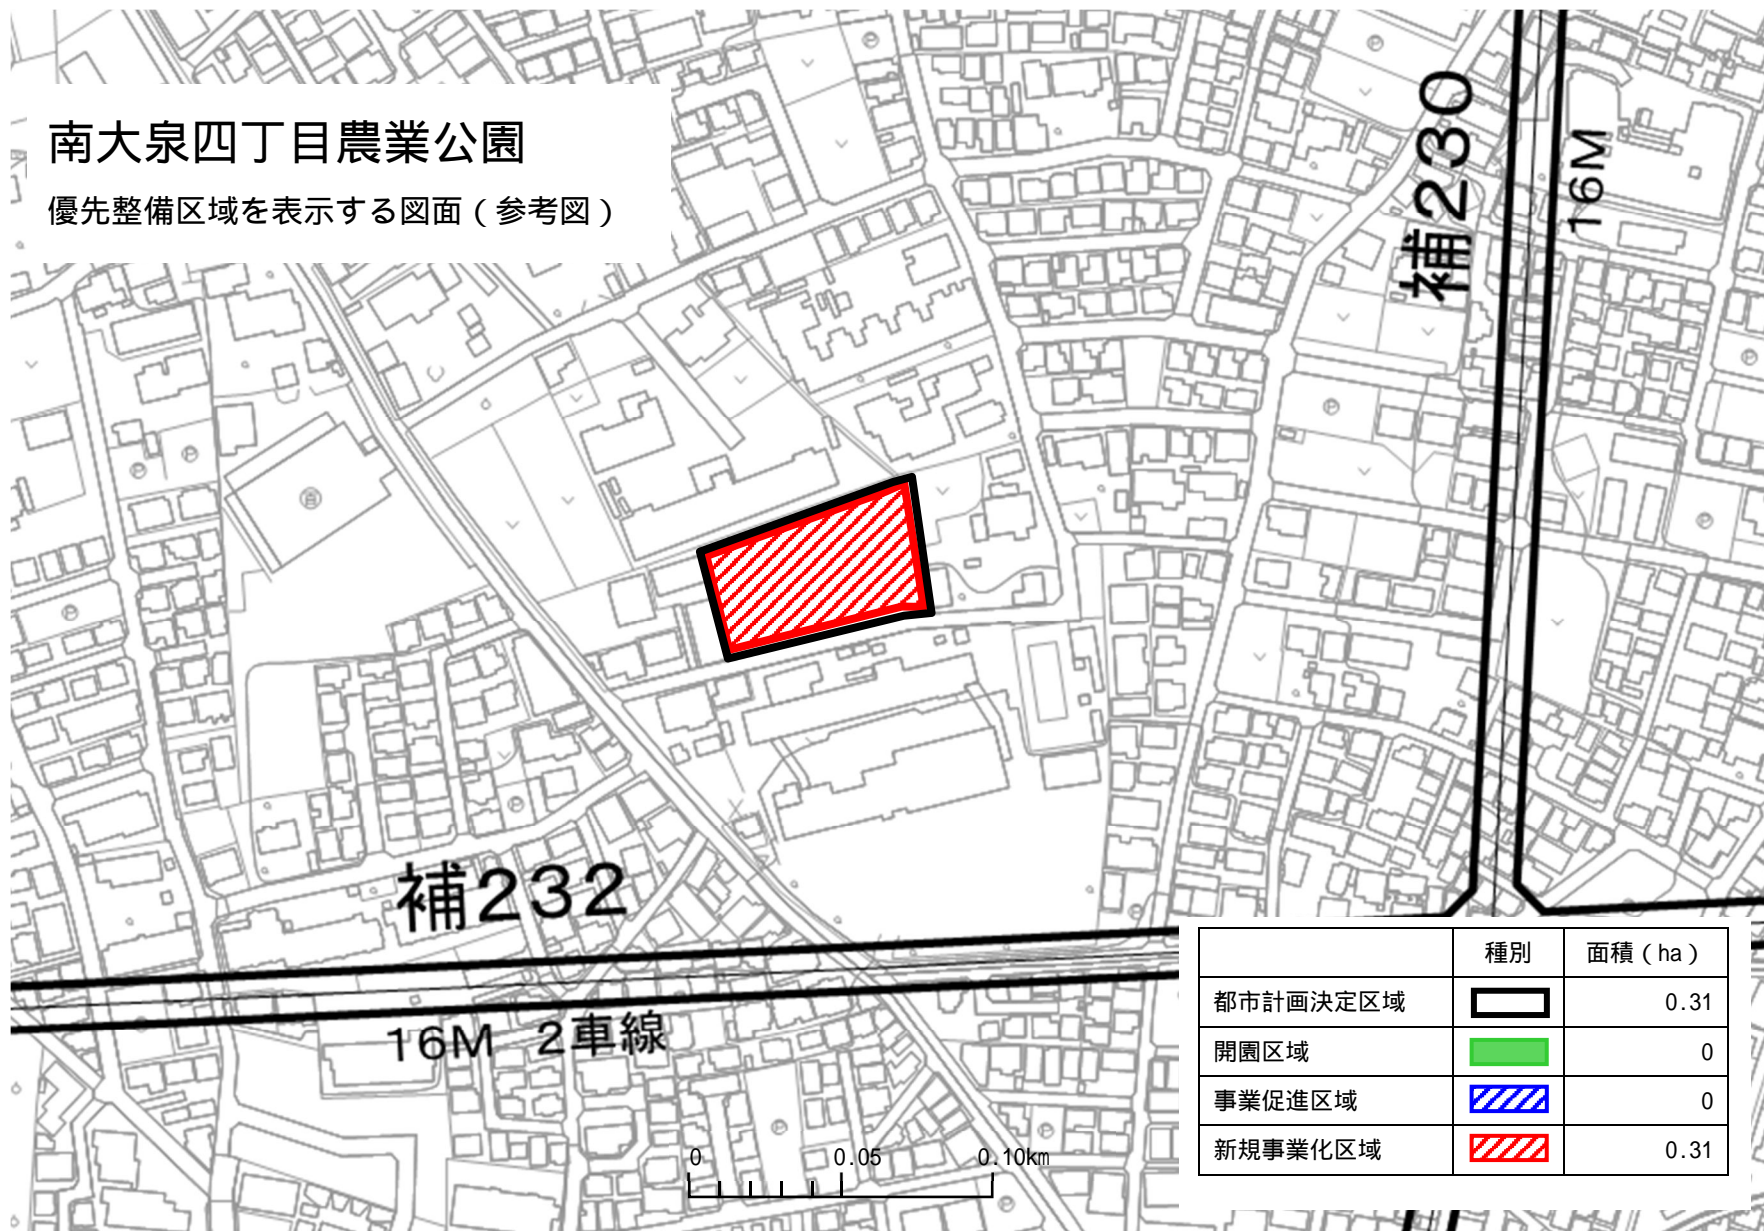 南大泉四丁目農業公園
優先整備区域を表示する図面(参考図)
補230
16M
補232
16M 2車線
0 0.05 0.10km
種別 面積(ha)
都市計画決定区域 0.31
開園区域 0
事業促進区域 0
新規事業化区域 0.31